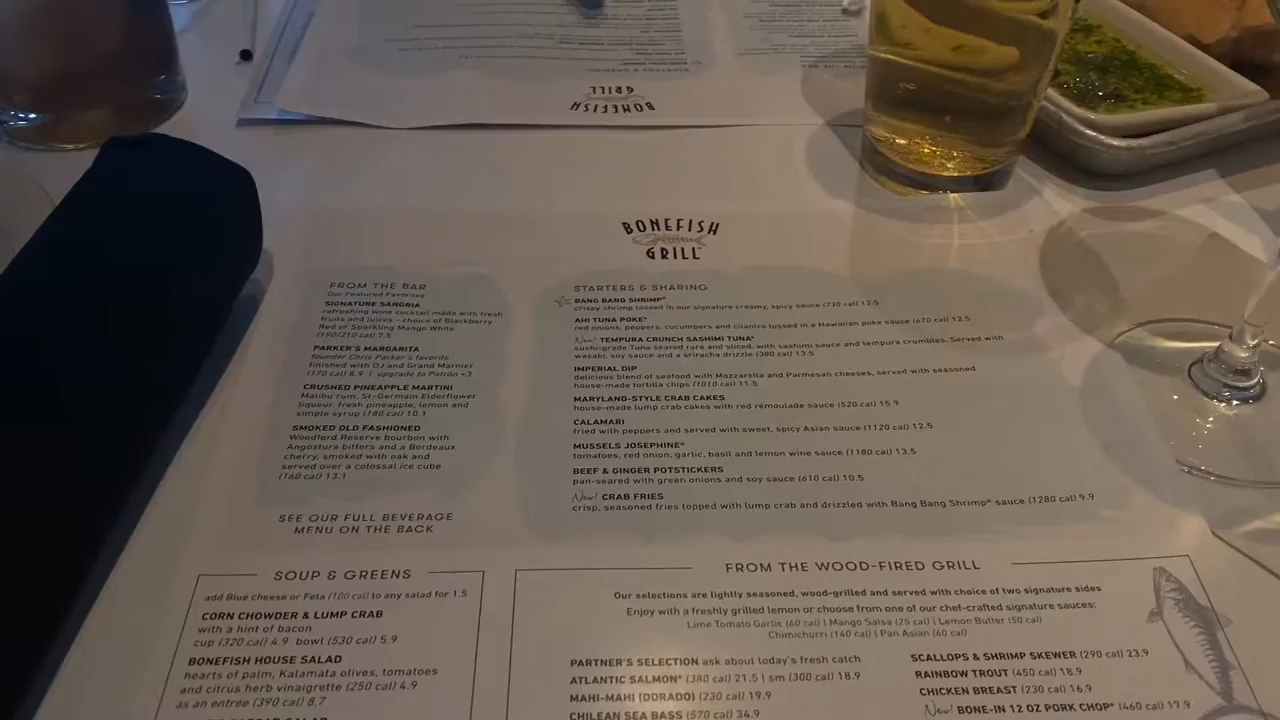 BONEFISH
GRILL
BONEFISH
GRILL
FROM THE BAR
Our Featured Favorites
SIGNATURE SANGRIA
refreshing wine cocktail made with fresh
fruits and juices - choice of Blackberry
Red or Sparkling Mango White
(190/210 cal) 7.5
PARKER'S MARGARITA
founder Chris Parker's favorite
finished with OJ and Grand Marnier
(170 cal) 8.9 | upgrade to Patrón +3
CRUSHED PINEAPPLE MARTINI
Malibu rum, St-Germain Elderflower
liqueur, fresh pineapple, lemon and
simple syrup (180 cal) 10.1
SMOKED OLD FASHIONED
Woodford Reserve bourbon with
Angostura bitters and a Bordeaux
cherry, smoked with oak and
served over a colossal ice cube
(160 cal) 13.1
SEE OUR FULL BEVERAGE
MENU ON THE BACK
STARTERS & SHARING
BANG BANG SHRIMP®
crispy shrimp tossed in our signature creamy, spicy sauce (730 cal) 12.5
AHI TUNA POKE*
red onions, peppers, cucumbers and cilantro tossed in a Hawaiian poke sauce (670 cal) 12.5
New! TEMPURA CRUNCH SASHIMI TUNA*
sushi-grade Tuna seared rare and sliced, with sashimi sauce and tempura crumbles. Served with
wasabi, soy sauce and a sriracha drizzle (380 cal) 13.5
IMPERIAL DIP
delicious blend of seafood with Mozzarella and Parmesan cheeses, served with seasoned
house-made tortilla chips (1010 cal) 11.5
MARYLAND-STYLE CRAB CAKES
house-made lump crab cakes with red rémoulade sauce (520 cal) 15.9
CALAMARI
fried with peppers and served with sweet, spicy Asian sauce (1120 cal) 12.5
MUSSELS JOSEPHINE*
tomatoes, red onion, garlic, basil and lemon wine sauce (1180 cal) 13.5
BEEF & GINGER POTSTICKERS
pan-seared with green onions and soy sauce (610 cal) 10.5
New! CRAB FRIES
crisp, seasoned fries topped with lump crab and drizzled with Bang Bang Shrimp® sauce (1280 cal) 9.9
SOUP & GREENS
add Blue cheese or Feta (100 cal) to any salad for 1.5
CORN CHOWDER & LUMP CRAB
with a hint of bacon
cup (320 cal) 4.9 bowl (530 cal) 5.9
BONEFISH HOUSE SALAD
hearts of palm, Kalamata olives, tomatoes
and citrus herb vinaigrette (250 cal) 4.9
as an entrée (390 cal) 8.7
FROM THE WOOD-FIRED GRILL
Our selections are lightly seasoned, wood-grilled and served with choice of two signature sides
Enjoy with a freshly grilled lemon or choose from one of our chef-crafted signature sauces:
Lime Tomato Garlic (60 cal) | Mango Salsa (25 cal) | Lemon Butter (50 cal)
Chimichurri (140 cal) | Pan Asian (60 cal)
PARTNER'S SELECTION ask about today's fresh catch
ATLANTIC SALMON* (380 cal) 21.5 | sm (300 cal) 18.9
MAHI-MAHI (DORADO) (230 cal) 19.9
CHILEAN SEA BASS (570 cal) 34.9
SCALLOPS & SHRIMP SKEWER (290 cal) 23.9
RAINBOW TROUT (450 cal) 18.9
CHICKEN BREAST (230 cal) 16.9
New! BONE-IN 12 OZ PORK CHOP* (460 cal) 17.9